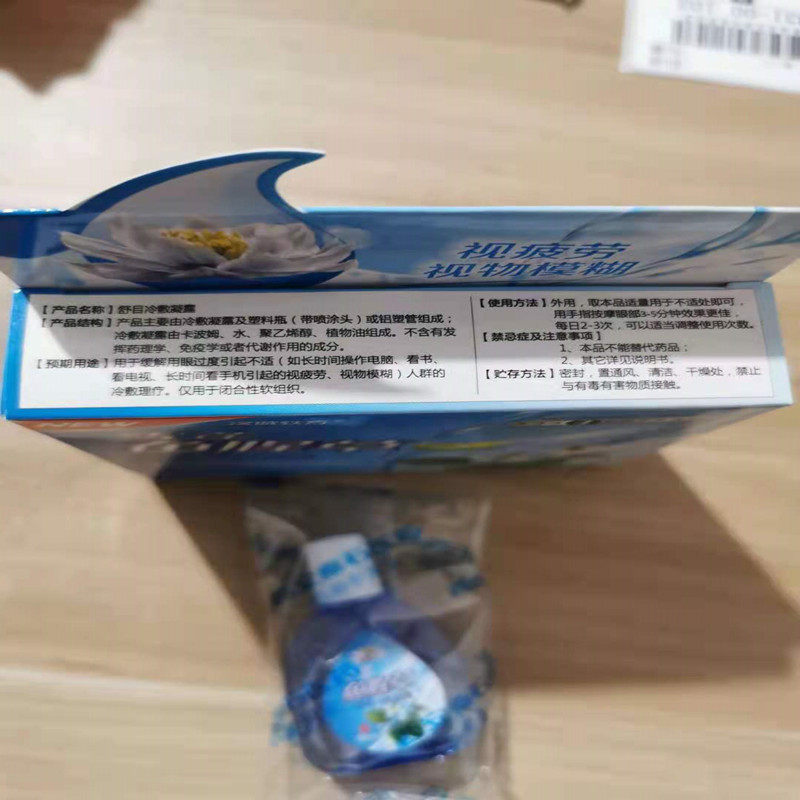 视疲劳
视物模糊
【产品名称】舒目冷敷凝露
【产品结构】产品主要由冷敷凝露及塑料瓶（带喷涂头）或铝塑管组成；
冷敷凝露由卡波姆、水、聚乙烯醇、植物油组成。不含有发
挥药理学、免疫学或者代谢作用的成分。
【预期用途】用于缓解用眼过度引起不适（如长时间操作电脑、看书、
看电视、长时间看手机引起的视疲劳、视物模糊）人群的
冷敷理疗。仅用于闭合性软组织。
【使用方法】外用，取本品适量用于不适处即可，
用手指按摩眼部3-5分钟效果更佳，
每日2-3次，可以适当调整使用次数。
【禁忌症及注意事项】
1、本品不能替代药品；
2、其它详见说明书。
【贮存方法】密封，置通风、清洁、干燥处，禁止
与有毒有害物质接触。
NEW